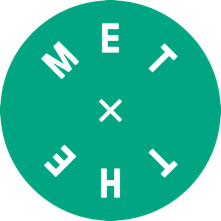 THE MET
×